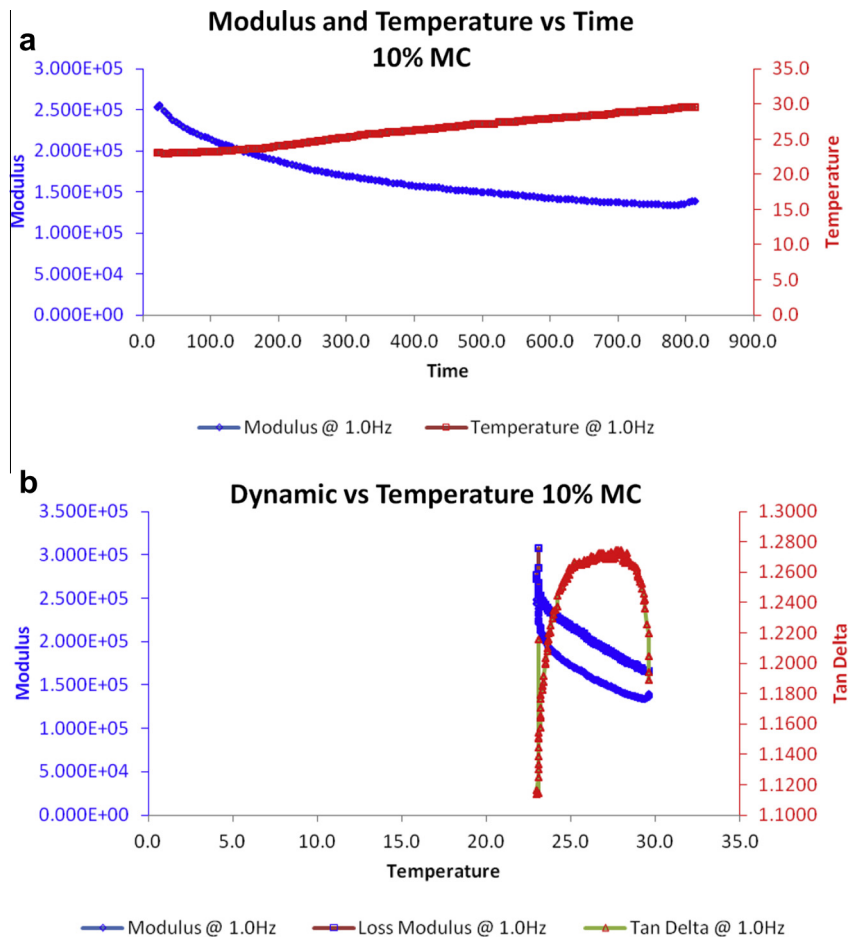 a
Modulus and Temperature vs Time
10% MC
3.000E+05
2.500E+05
2.000E+05
1.500E+05
1.000E+05
5.000E+04
0.000E+00
Modulus
35.0
30.0
25.0
20.0
15.0
10.0
5.0
0.0
Temperature
0.0 100.0 200.0 300.0 400.0 500.0 600.0 700.0 800.0 900.0
Time
Modulus @ 1.0Hz Temperature @ 1.0Hz
b
Dynamic vs Temperature 10% MC
3.500E+05
3.000E+05
2.500E+05
2.000E+05
1.500E+05
1.000E+05
5.000E+04
0.000E+00
Modulus
1.3000
1.2800
1.2600
1.2400
1.2200
1.2000
1.1800
1.1600
1.1400
1.1200
1.1000
Tan Delta
0.0 5.0 10.0 15.0 20.0 25.0 30.0 35.0
Temperature
Modulus @ 1.0Hz Loss Modulus @ 1.0Hz Tan Delta @ 1.0Hz